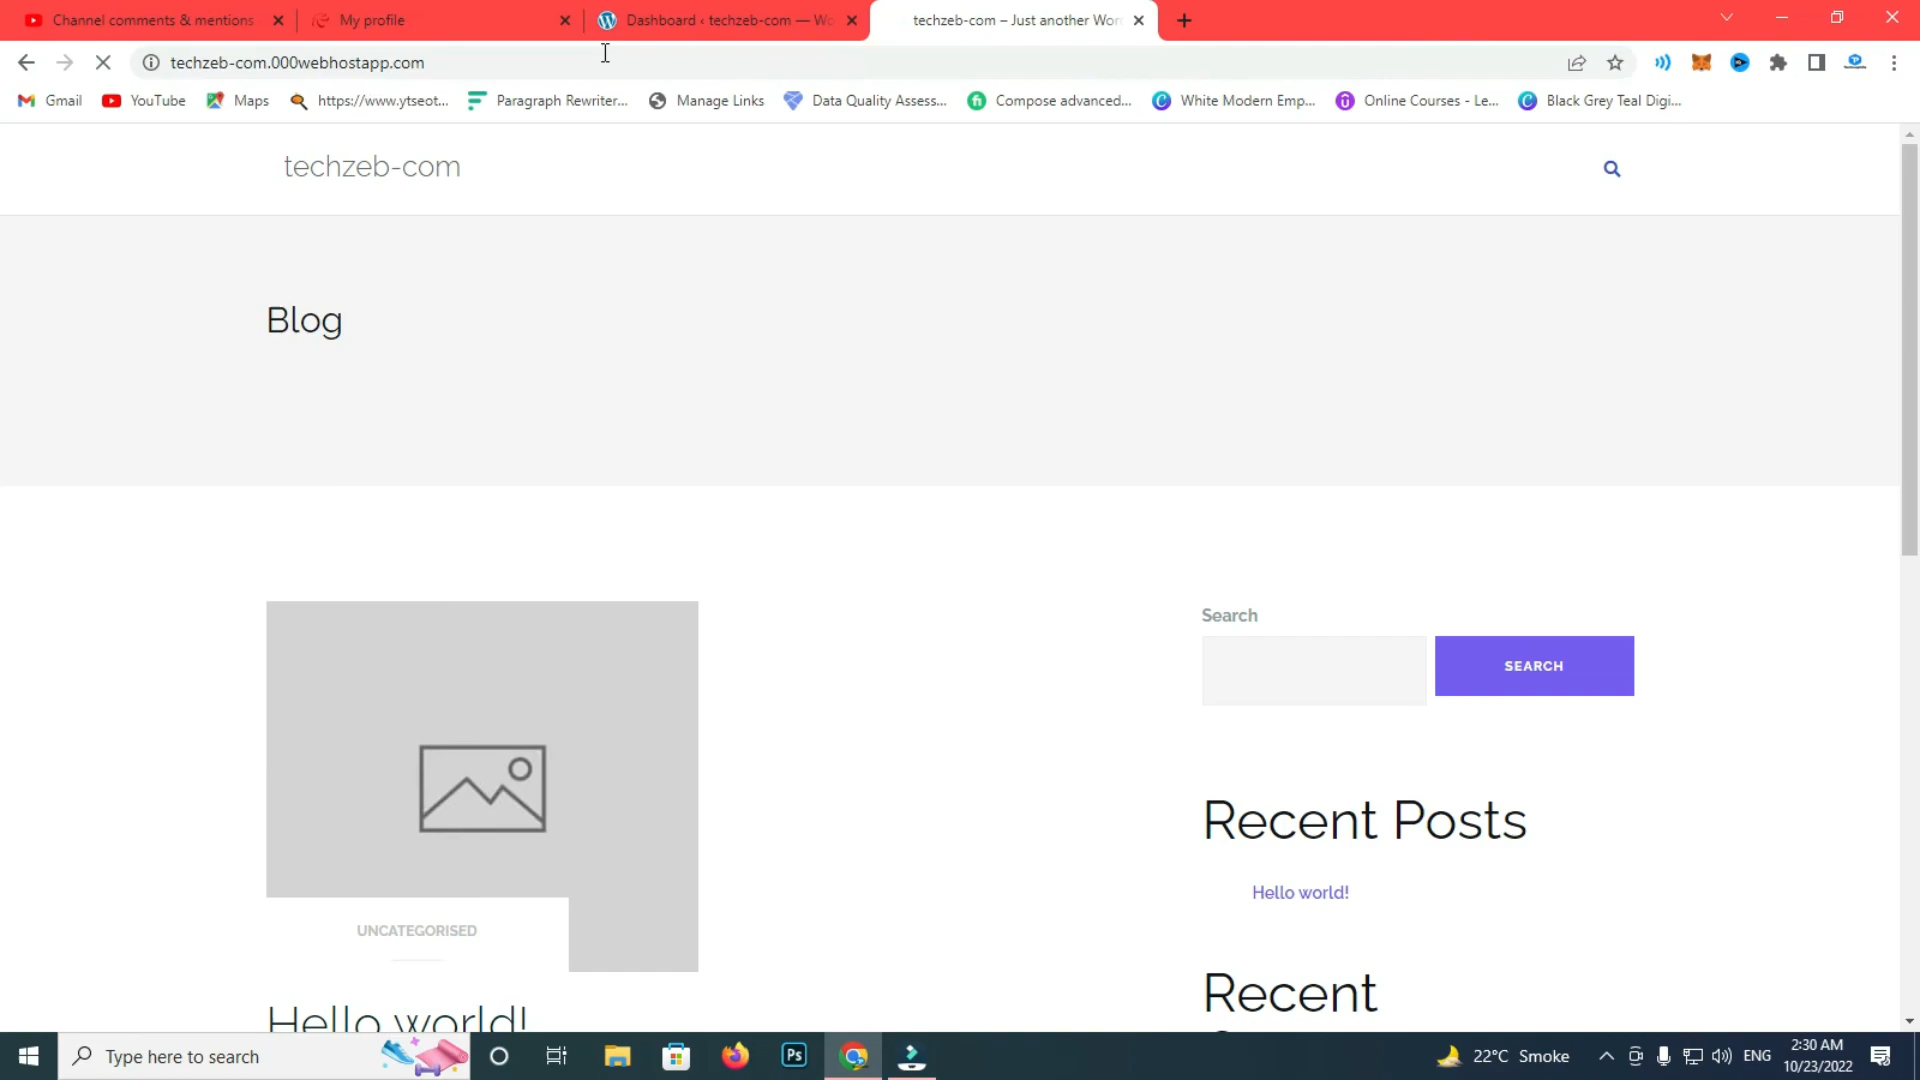 Channel comments & mentions
My profile
Dashboard ‹ techzeb-com — Wo
techzeb-com – Just another Wor
techzeb-com.000webhostapp.com
Gmail
YouTube
Maps
https://www.ytseot...
Paragraph Rewriter...
Manage Links
Data Quality Assess...
Compose advanced...
White Modern Emp...
Online Courses - Le...
Black Grey Teal Digi...
techzeb-com
Blog
UNCATEGORISED
Hello world!
Search
SEARCH
Recent Posts
Hello world!
Recent
Type here to search
Ps
22°C Smoke
ENG
2:30 AM
10/23/2022